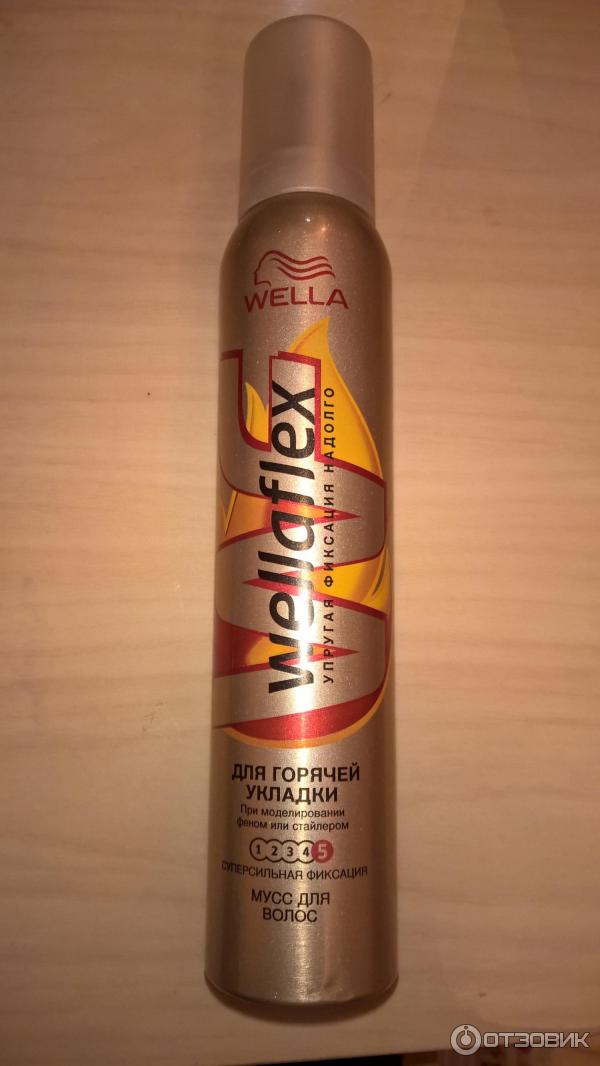 WELLA
wellaflex
УПРУГАЯ ФИКСАЦИЯ НАДОЛГО
ДЛЯ ГОРЯЧЕЙ
УКЛАДКИ
При моделировании
феном или стайлером
1 2 3 4 5
СУПЕРСИЛЬНАЯ ФИКСАЦИЯ
МУСС ДЛЯ
ВОЛОС
ОТЗОВИК